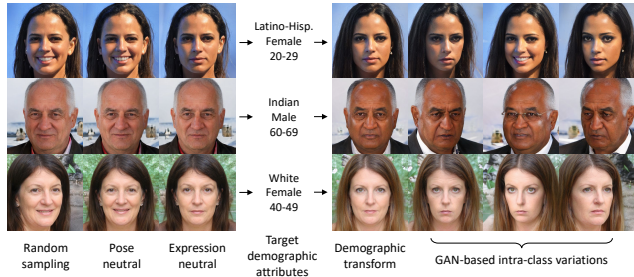 Latino-Hisp.
Female
20-29
Indian
Male
60-69
White
Female
40-49
Random
sampling
Pose
neutral
Expression
neutral
Target
demographic
attributes
Demographic
transform
GAN-based intra-class variations